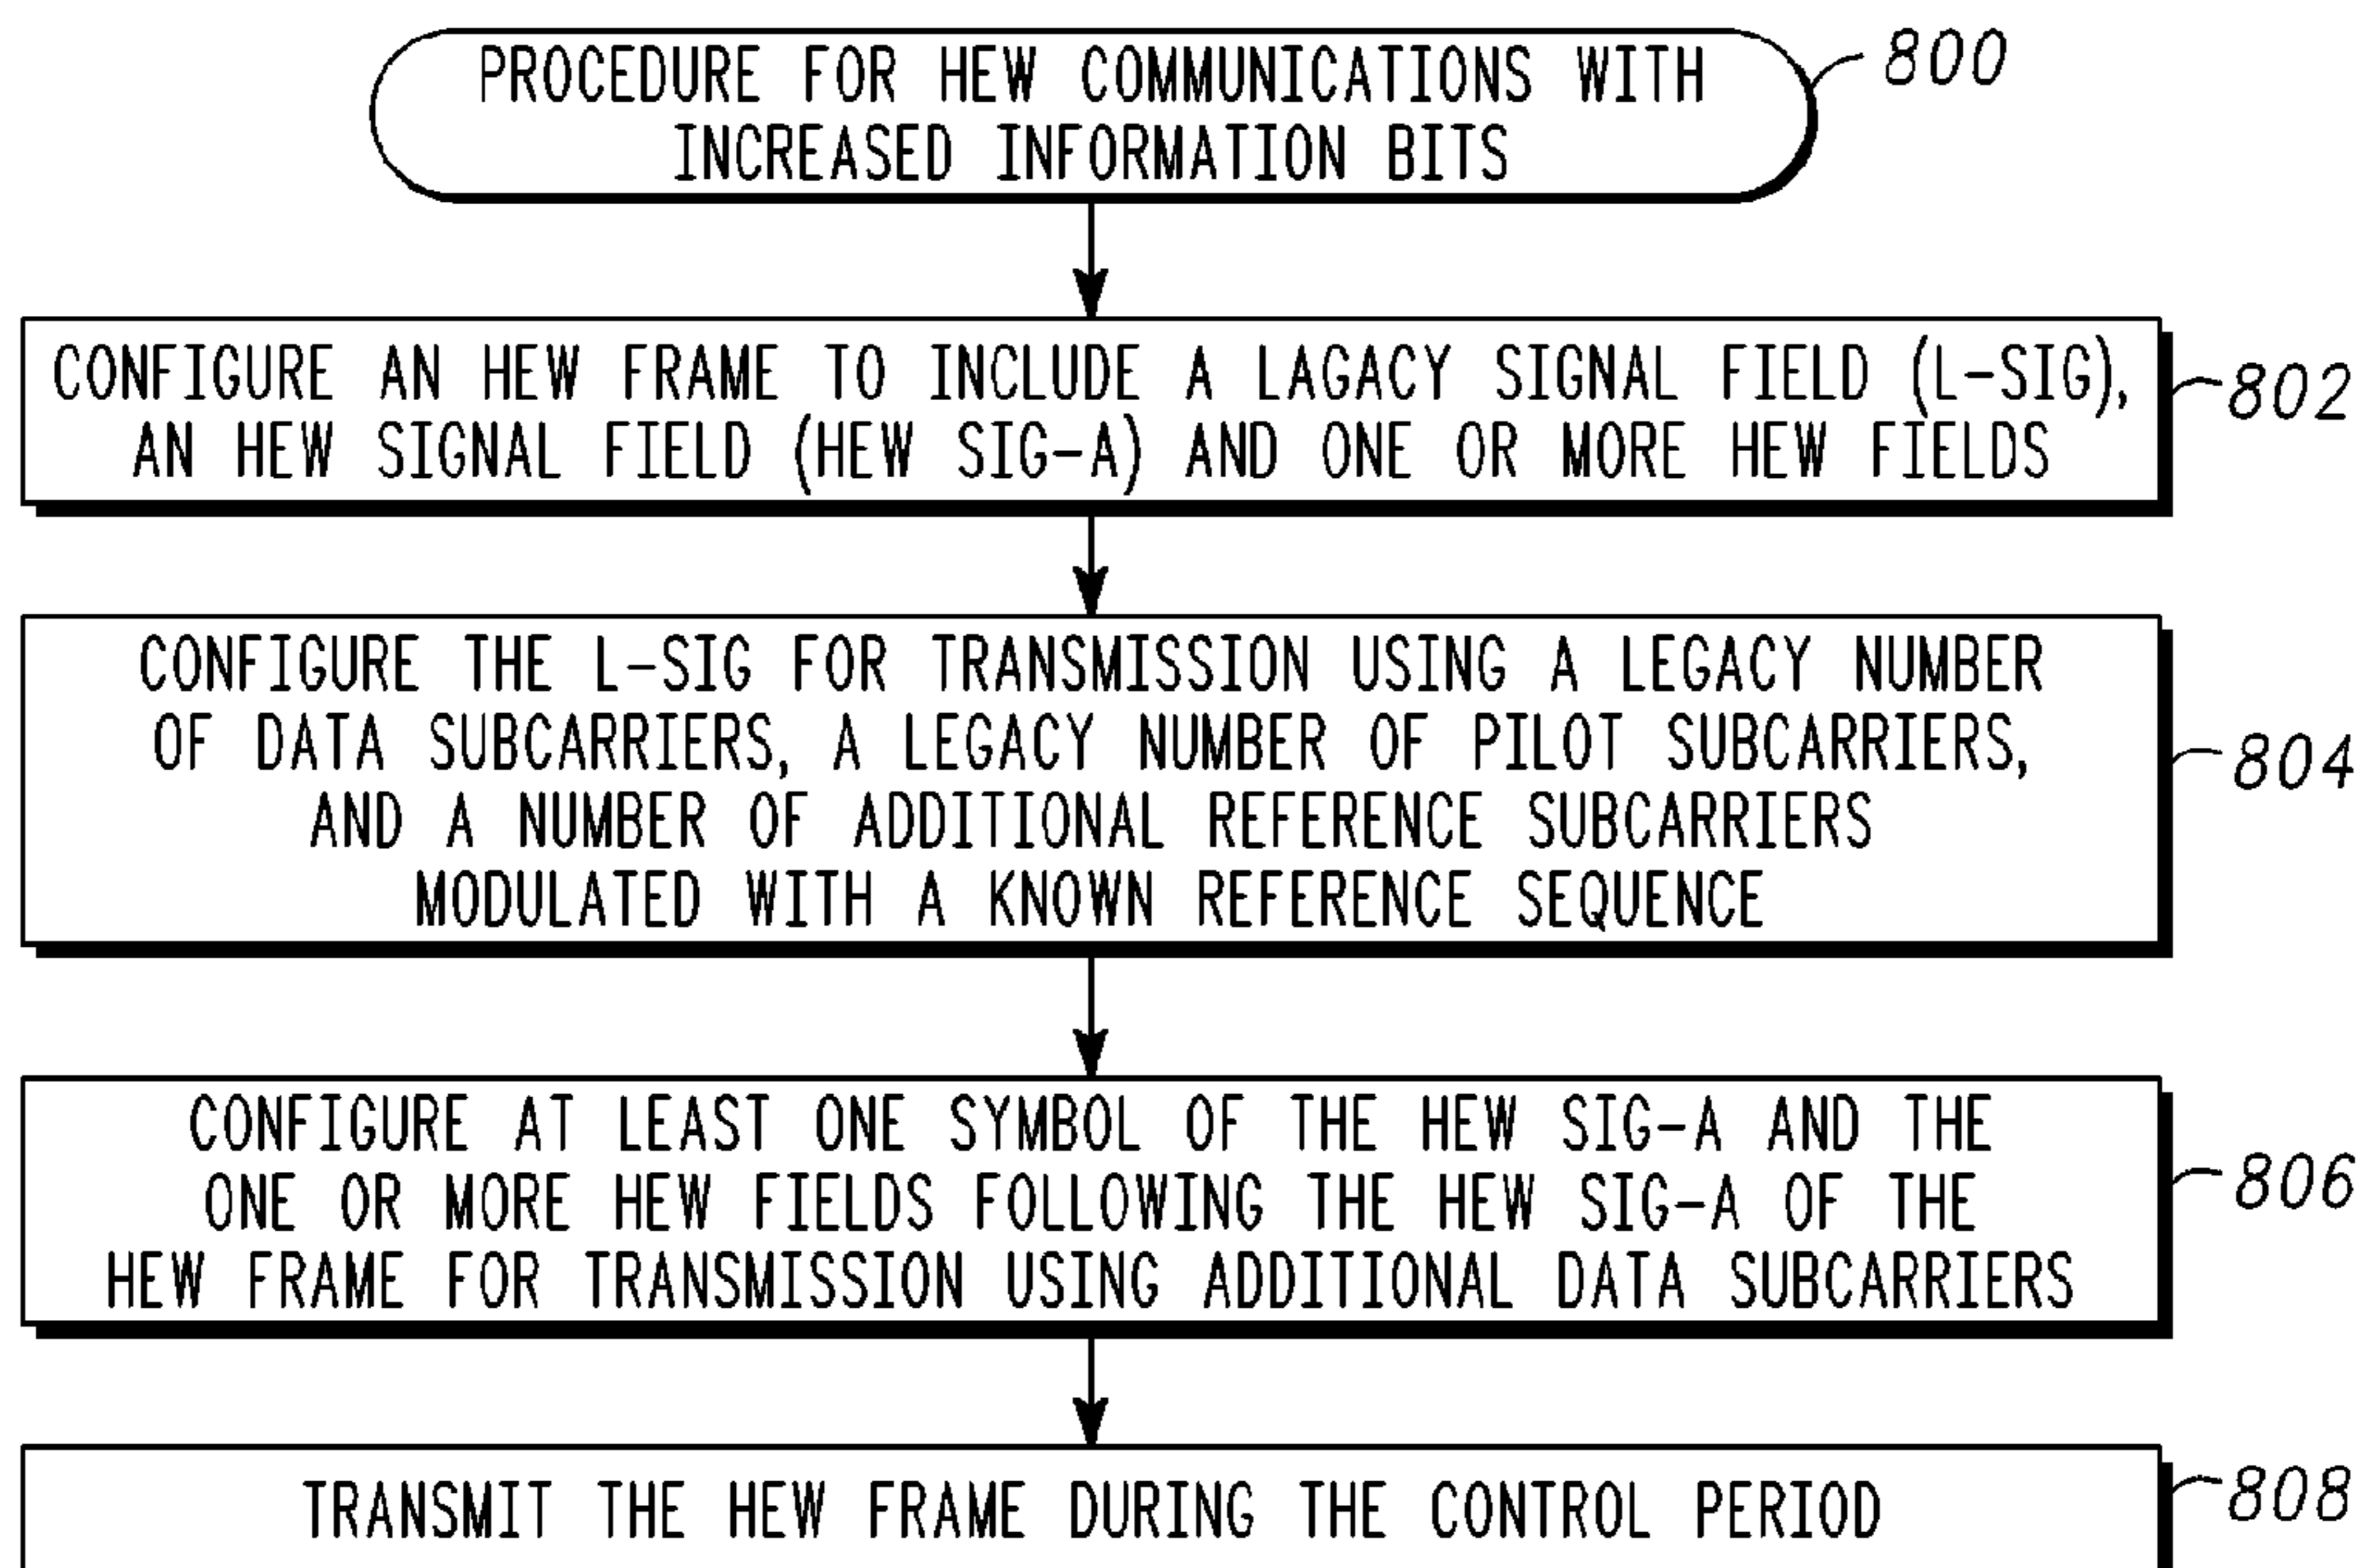 PROCEDURE FOR HEW COMMUNICATIONS WITH
INCREASED INFORMATION BITS
800
CONFIGURE AN HEW FRAME TO INCLUDE A LAGACY SIGNAL FIELD (L-SIG),
AN HEW SIGNAL FIELD (HEW SIG-A) AND ONE OR MORE HEW FIELDS
802
CONFIGURE THE L-SIG FOR TRANSMISSION USING A LEGACY NUMBER
OF DATA SUBCARRIERS, A LEGACY NUMBER OF PILOT SUBCARRIERS,
AND A NUMBER OF ADDITIONAL REFERENCE SUBCARRIERS
MODULATED WITH A KNOWN REFERENCE SEQUENCE
804
CONFIGURE AT LEAST ONE SYMBOL OF THE HEW SIG-A AND THE
ONE OR MORE HEW FIELDS FOLLOWING THE HEW SIG-A OF THE
HEW FRAME FOR TRANSMISSION USING ADDITIONAL DATA SUBCARRIERS
806
TRANSMIT THE HEW FRAME DURING THE CONTROL PERIOD
808